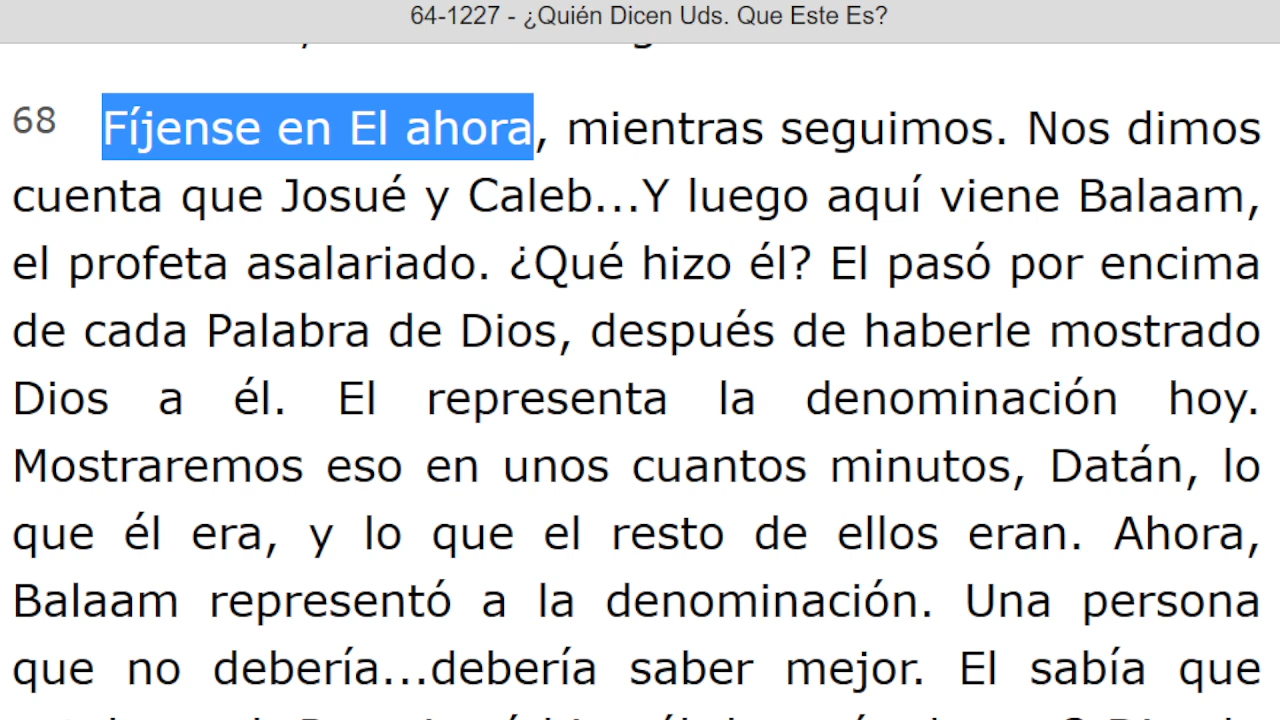 64-1227 - ¿Quién Dicen Uds. Que Este Es?
68 Fíjense en El ahora, mientras seguimos. Nos dimos
cuenta que Josué y Caleb...Y luego aquí viene Balaam,
el profeta asalariado. ¿Qué hizo él? El pasó por encima
de cada Palabra de Dios, después de haberle mostrado
Dios a él. El representa la denominación hoy.
Mostraremos eso en unos cuantos minutos, Datán, lo
que él era, y lo que el resto de ellos eran. Ahora,
Balaam representó a la denominación. Una persona
que no debería...debería saber mejor. El sabía que